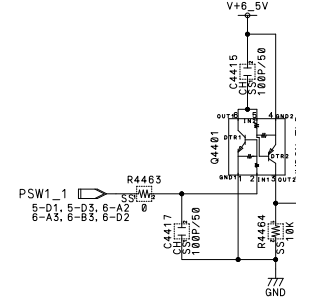 V+6_5V
C4415
CH
SS
100P/50
OUT1
6
5
4
GND2
IN2
DTR1
DTR2
Q4401
GND1
1
2
IN1
3
OUT2
R4463
PSW1_1
SS
0
5-D1, 5-D3, 6-A2
6-A3, 6-B3, 6-D2
C4417
CH
SS
100P/50
R4464
SS
10K
GND